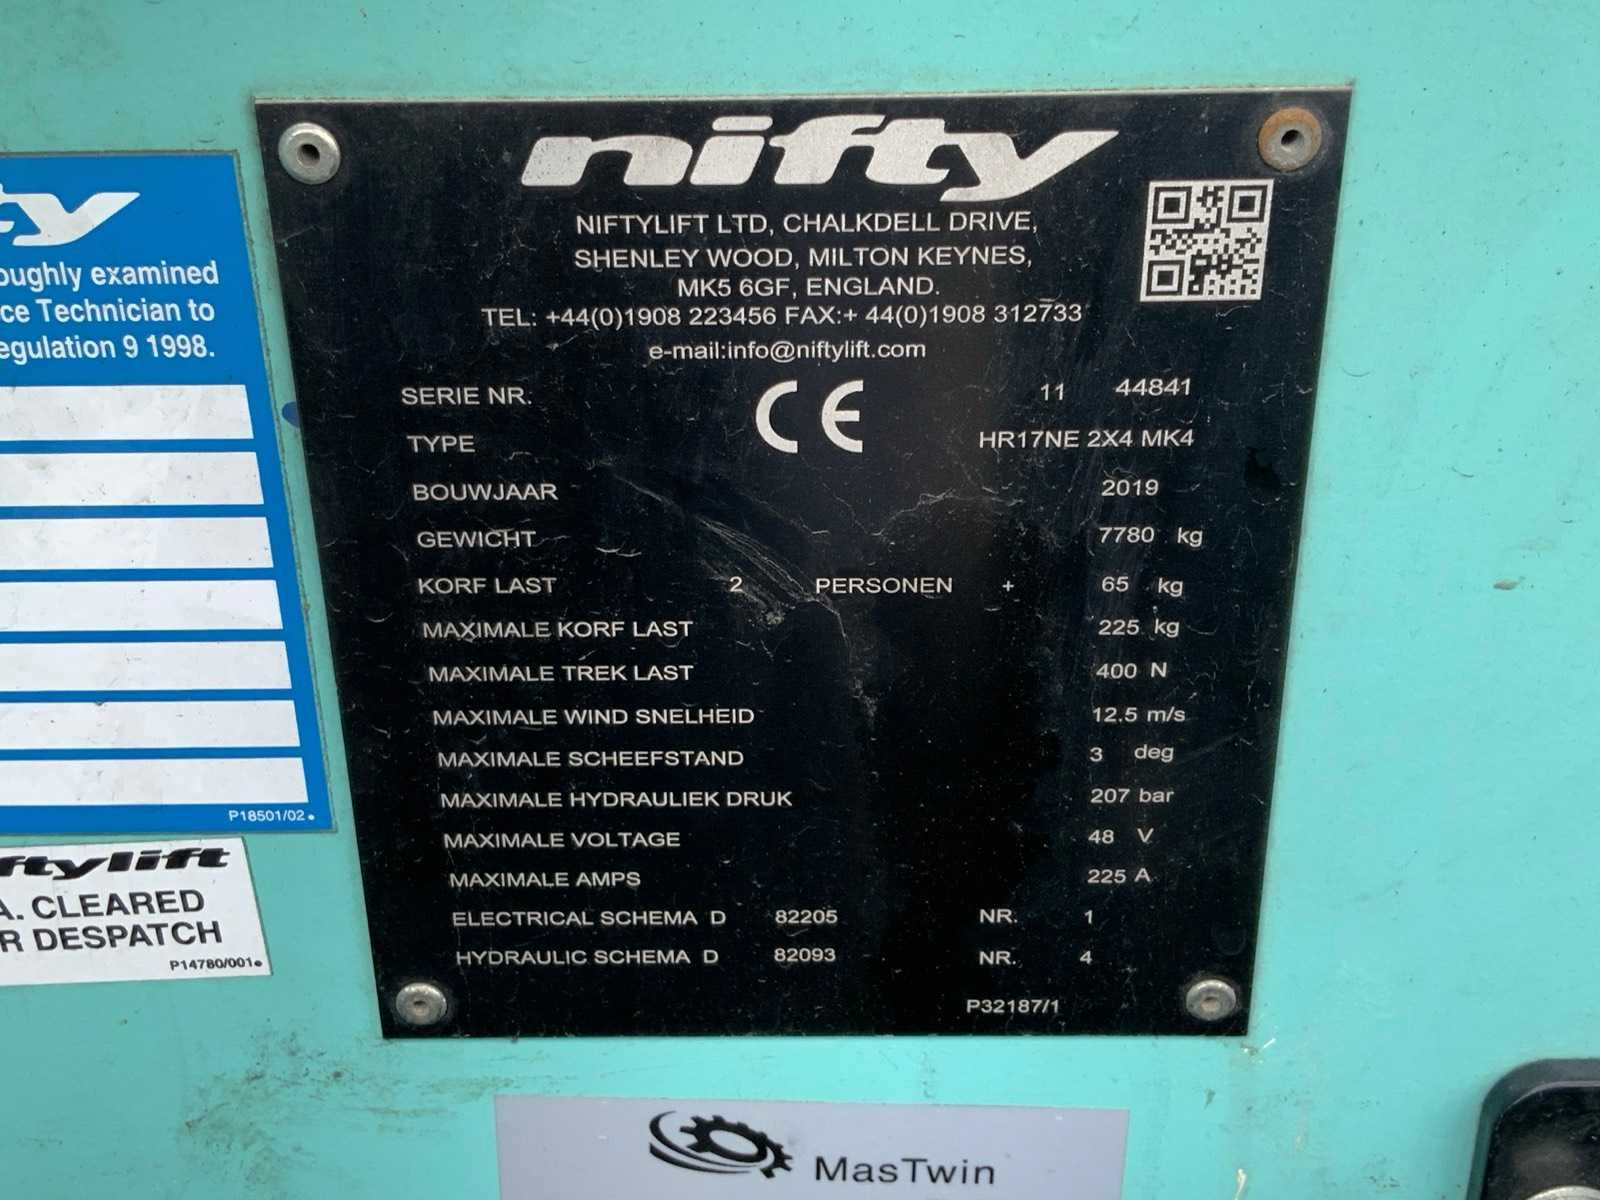 nifty
NIFTYLIFT LTD, CHALKDELL DRIVE,
SHENLEY WOOD, MILTON KEYNES,
MK5 6GF, ENGLAND.
TEL: +44(0)1908 223456 FAX:+ 44(0)1908 312733
e-mail:info@niftylift.com
SERIE NR. CE 11 44841
TYPE HR17NE 2X4 MK4
BOUWJAAR 2019
GEWICHT 7780 kg
KORF LAST 2 PERSONEN + 65 kg
MAXIMALE KORF LAST 225 kg
MAXIMALE TREK LAST 400 N
MAXIMALE WIND SNELHEID 12.5 m/s
MAXIMALE SCHEEFSTAND 3 deg
MAXIMALE HYDRAULIEK DRUK 207 bar
MAXIMALE VOLTAGE 48 V
MAXIMALE AMPS 225 A
ELECTRICAL SCHEMA D 82205 NR. 1
HYDRAULIC SCHEMA D 82093 NR. 4
P32187/1
ty
oughly examined
ce Technician to
egulation 9 1998.
P18501/02
ftylift
A. CLEARED
R DESPATCH
P14780/001
MasTwin